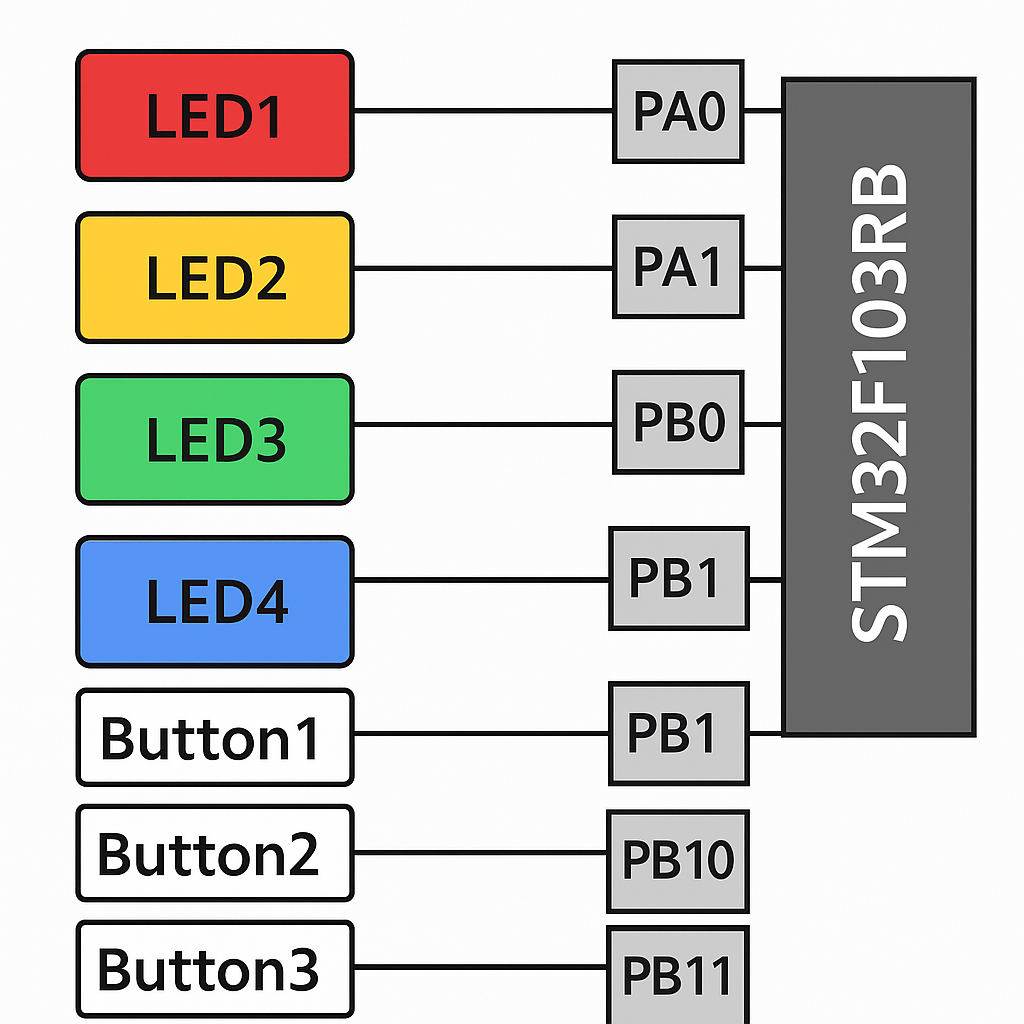 LED1
PA0
LED2
PA1
LED3
PB0
LED4
PB1
Button1
PB1
Button2
PB10
Button3
PB11
STM32F103RB